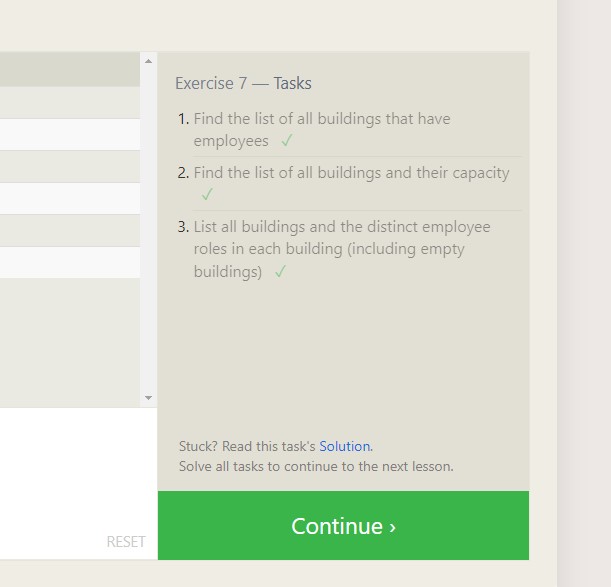 Exercise 7 — Tasks
1. Find the list of all buildings that have
employees ✓
2. Find the list of all buildings and their capacity
✓
3. List all buildings and the distinct employee
roles in each building (including empty
buildings) ✓
Stuck? Read this task's Solution.
Solve all tasks to continue to the next lesson.
RESET
Continue ›